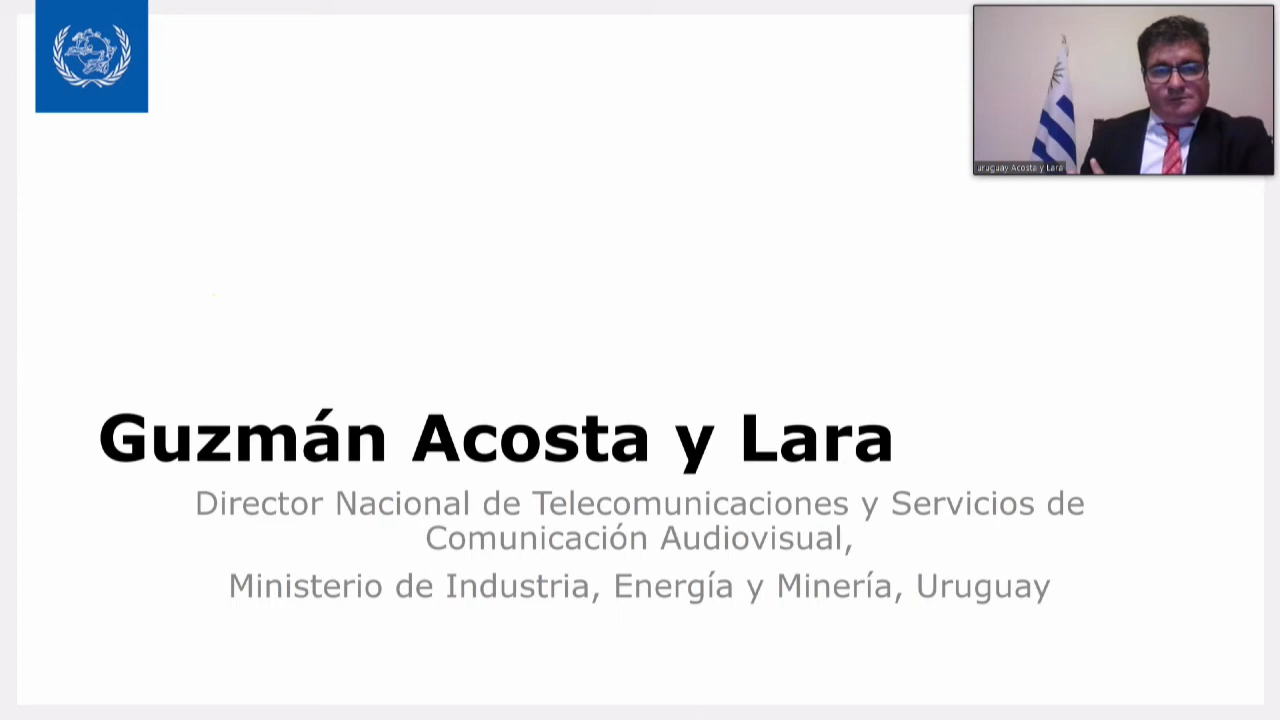 uruguay Acosta y Lara
Guzmán Acosta y Lara
Director Nacional de Telecomunicaciones y Servicios de
Comunicación Audiovisual,
Ministerio de Industria, Energía y Minería, Uruguay